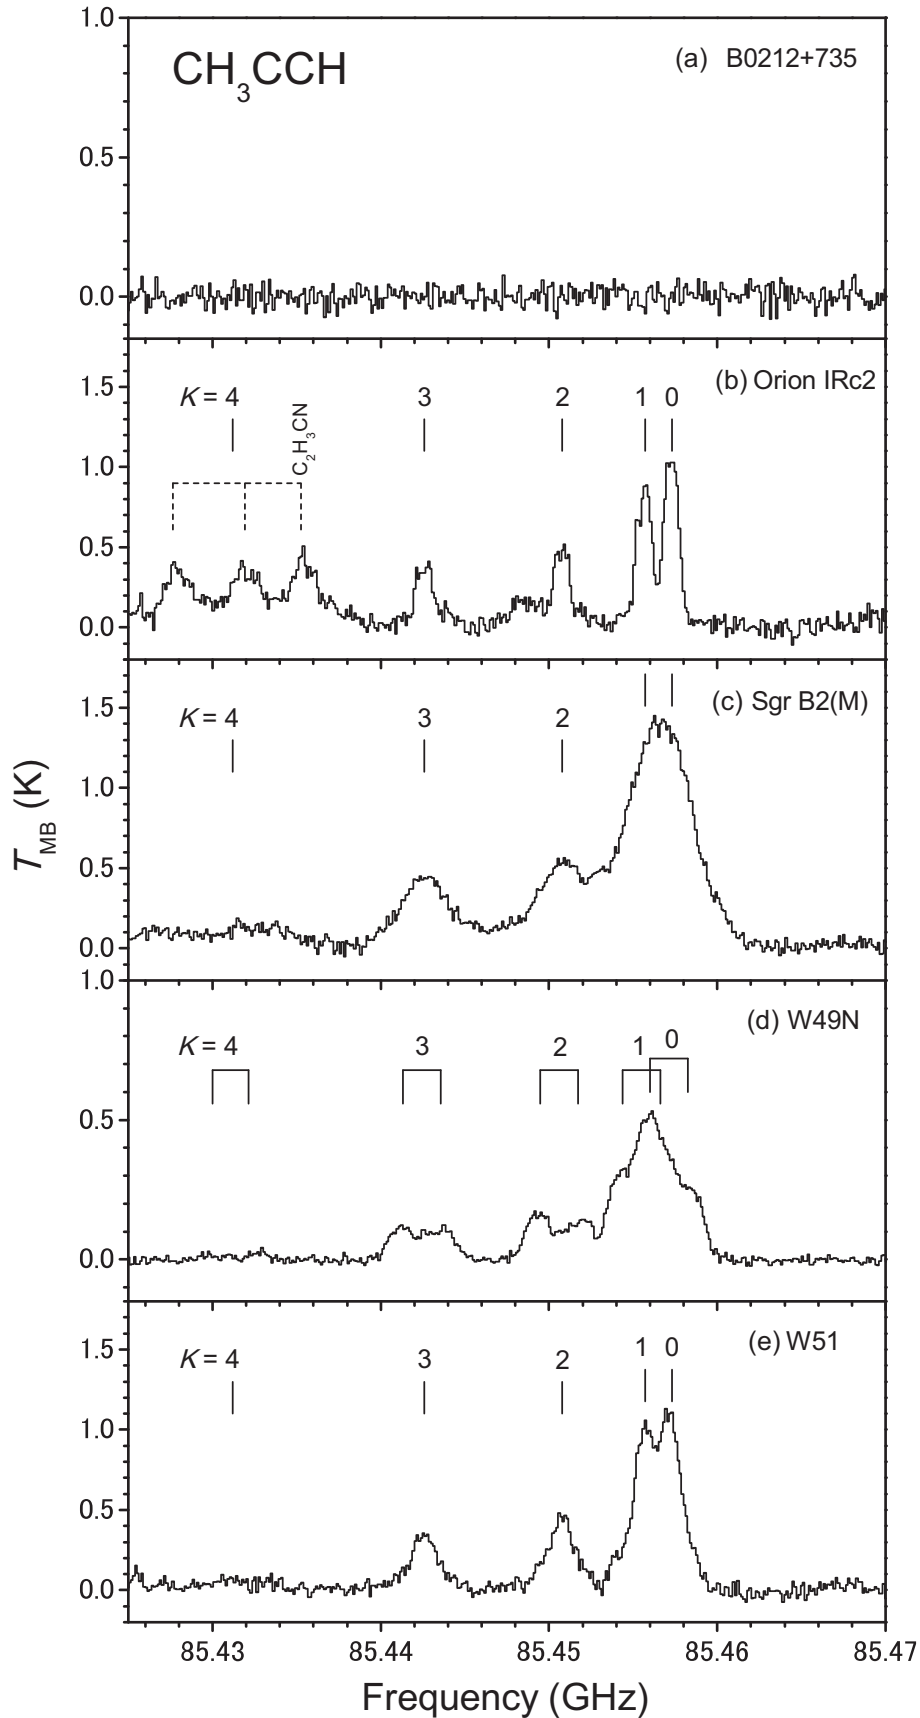 CH3CCH
(a) B0212+735
1.0
0.5
0.0
(b) Orion IRc2
K = 4 3 2 1 0
C2H3CN
1.5
1.0
0.5
0.0
(c) Sgr B2(M)
K = 4 3 2
1.5
1.0
0.5
0.0
TMB (K)
(d) W49N
K = 4 3 2 1 0
1.0
0.5
0.0
(e) W51
K = 4 3 2 1 0
1.5
1.0
0.5
0.0
85.43 85.44 85.45 85.46 85.47
Frequency (GHz)